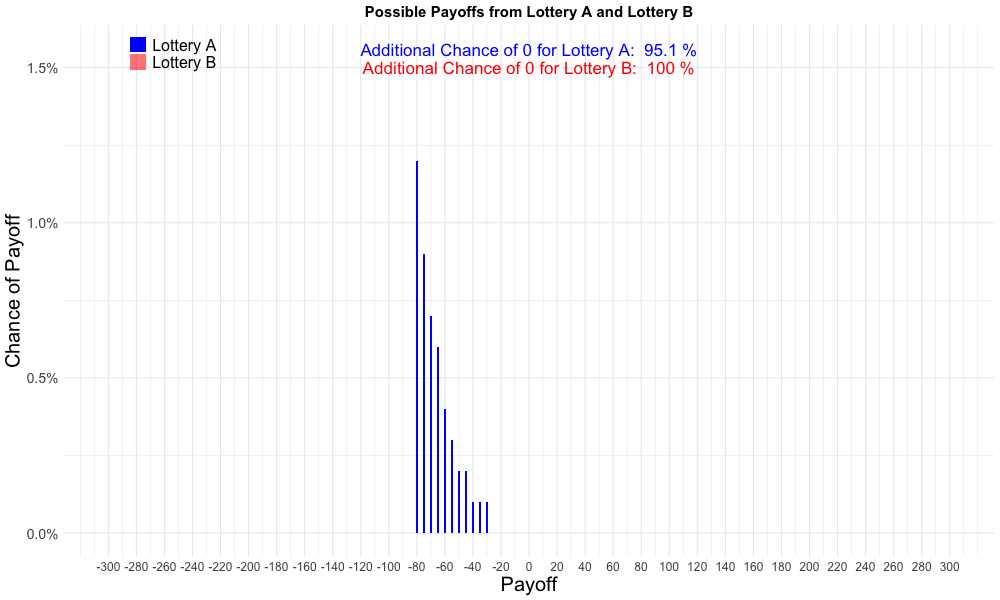 Possible Payoffs from Lottery A and Lottery B
Lottery A
Lottery B
Additional Chance of 0 for Lottery A: 95.1 %
Additional Chance of 0 for Lottery B: 100 %
Chance of Payoff
1.5%
1.0%
0.5%
0.0%
-300 -280 -260 -240 -220 -200 -180 -160 -140 -120 -100 -80 -60 -40 -20 0 20 40 60 80 100 120 140 160 180 200 220 240 260 280 300
Payoff